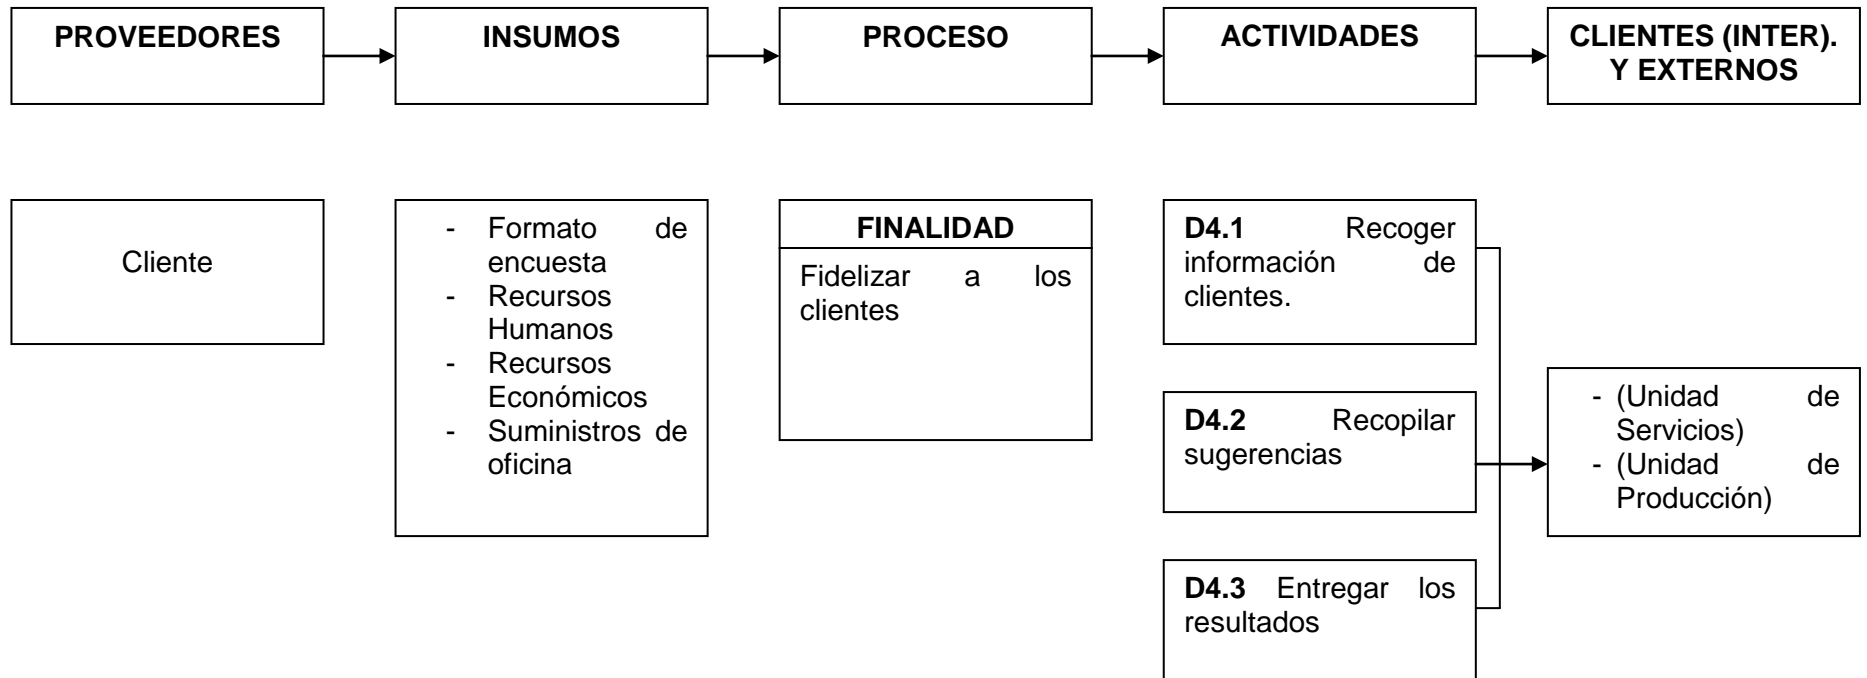 PROVEEDORES
INSUMOS
PROCESO
ACTIVIDADES
CLIENTES (INTER).
Y EXTERNOS
Cliente
- Formato de
encuesta
- Recursos
Humanos
- Recursos
Económicos
- Suministros de
oficina
FINALIDAD
Fidelizar a los
clientes
D4.1 Recoger
información de
clientes.
D4.2 Recopilar
sugerencias
D4.3 Entregar los
resultados
- (Unidad de
Servicios)
- (Unidad de
Producción)